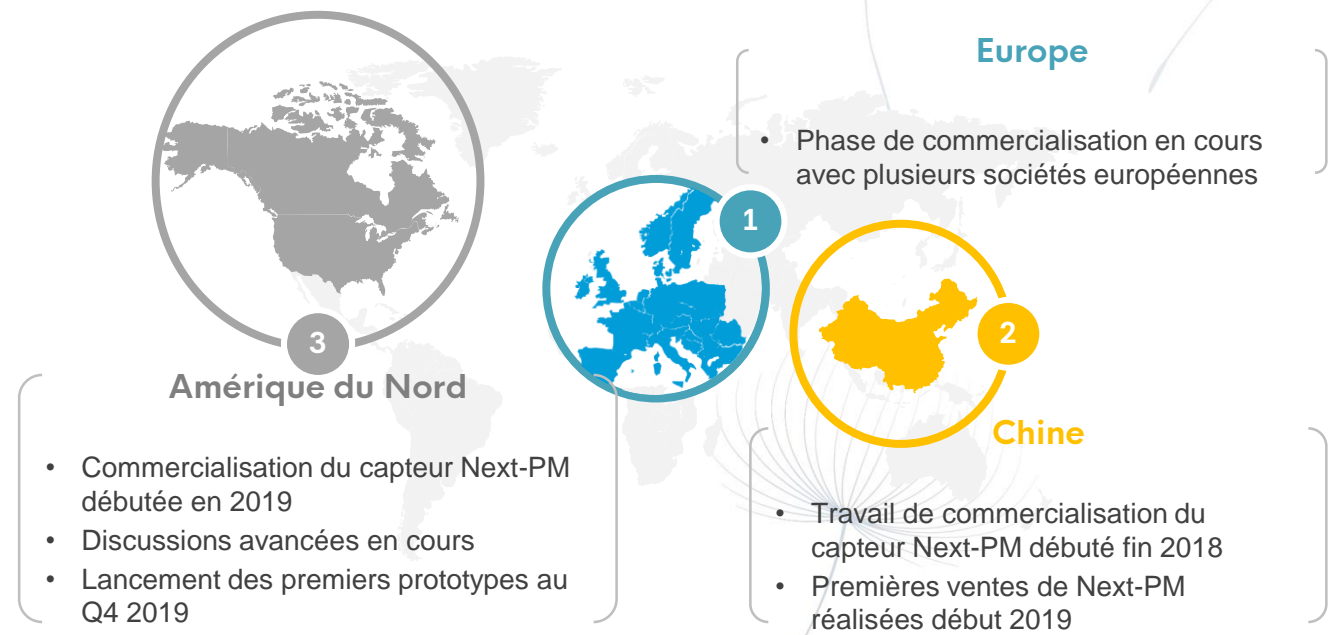 Europe
• Phase de commercialisation en cours
avec plusieurs sociétés européennes
1
2
3
Amérique du Nord
• Commercialisation du capteur Next-PM
débutée en 2019
• Discussions avancées en cours
• Lancement des premiers prototypes au
Q4 2019
Chine
• Travail de commercialisation du
capteur Next-PM débuté fin 2018
• Premières ventes de Next-PM
réalisées début 2019